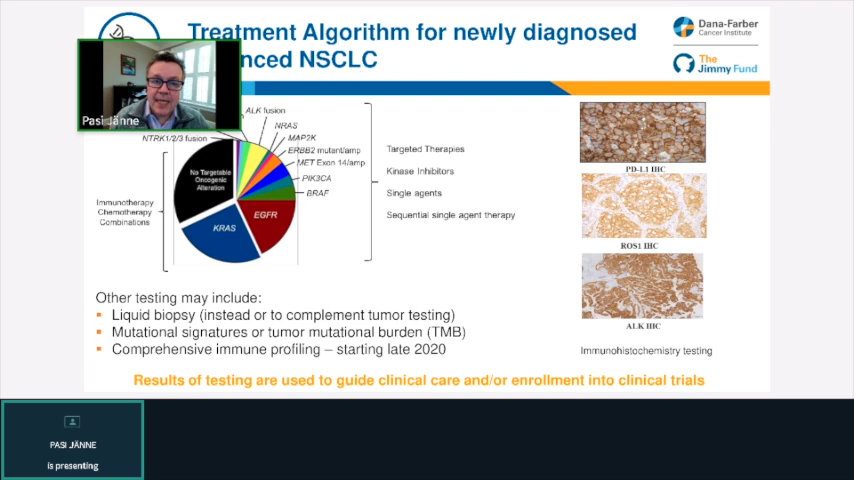 Treatment Algorithm for newly diagnosed
anced NSCLC
Dana-Farber
Cancer Institute
The
Jimmy Fund
Pasi Jänne
ALK fusion
NRAS
MAP2K
ERBB2 mutant/amp
MET Exon 14/amp
PIK3CA
BRAF
NTRK1/2/3 fusion
No Targetable
Oncogenic
Alteration
EGFR
KRAS
Immunotherapy
Chemotherapy
Combinations
Targeted Therapies
Kinase Inhibitors
Single agents
Sequential single agent therapy
PD-L1 IHC
ROS1 IHC
ALK IHC
Immunohistochemistry testing
Other testing may include:
▪ Liquid biopsy (instead or to complement tumor testing)
▪ Mutational signatures or tumor mutational burden (TMB)
▪ Comprehensive immune profiling – starting late 2020
Results of testing are used to guide clinical care and/or enrollment into clinical trials
PASI JÄNNE
is presenting